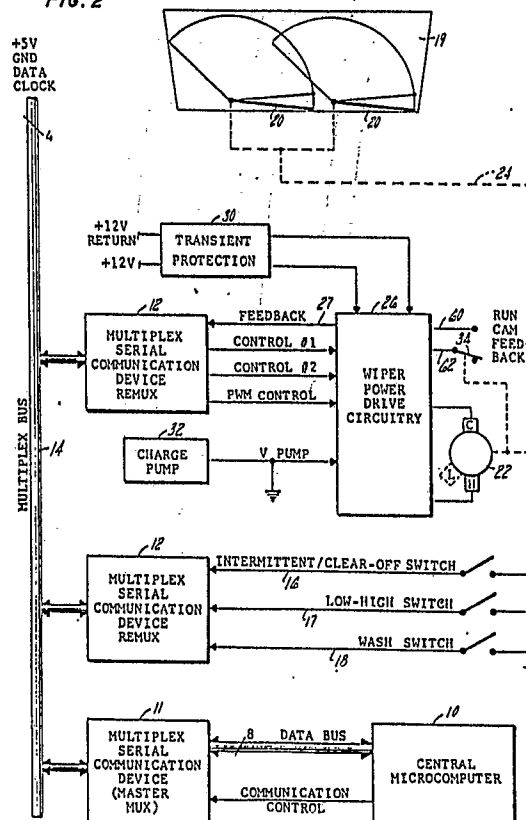 FIG. 2
+5V
GND
DATA
CLOCK
4
19
20
20
24
30
+12V
RETURN
+12V
TRANSIENT
PROTECTION
12
FEEDBACK
27
26
60
RUN
CAM
FEED-
BACK
34
62
MULTIPLEX
SERIAL
COMMUNICATION
DEVICE
REMUX
CONTROL 01
CONTROL 02
PWM CONTROL
WIPER
POWER
DRIVE
CIRCUITRY
C
L
H
22
MULTIPLEX BUS
14
32
CHARGE
PUMP
V PUMP
12
MULTIPLEX
SERIAL
COMMUNICATION
DEVICE
REMUX
INTERMITTENT/CLEAR-OFF SWITCH
16
LOW-HIGH SWITCH
17
WASH SWITCH
18
11
MULTIPLEX
SERIAL
COMMUNICATION
DEVICE
(MASTER
MUX)
8
DATA BUS
COMMUNICATION
CONTROL
10
CENTRAL
MICROCOMPUTER